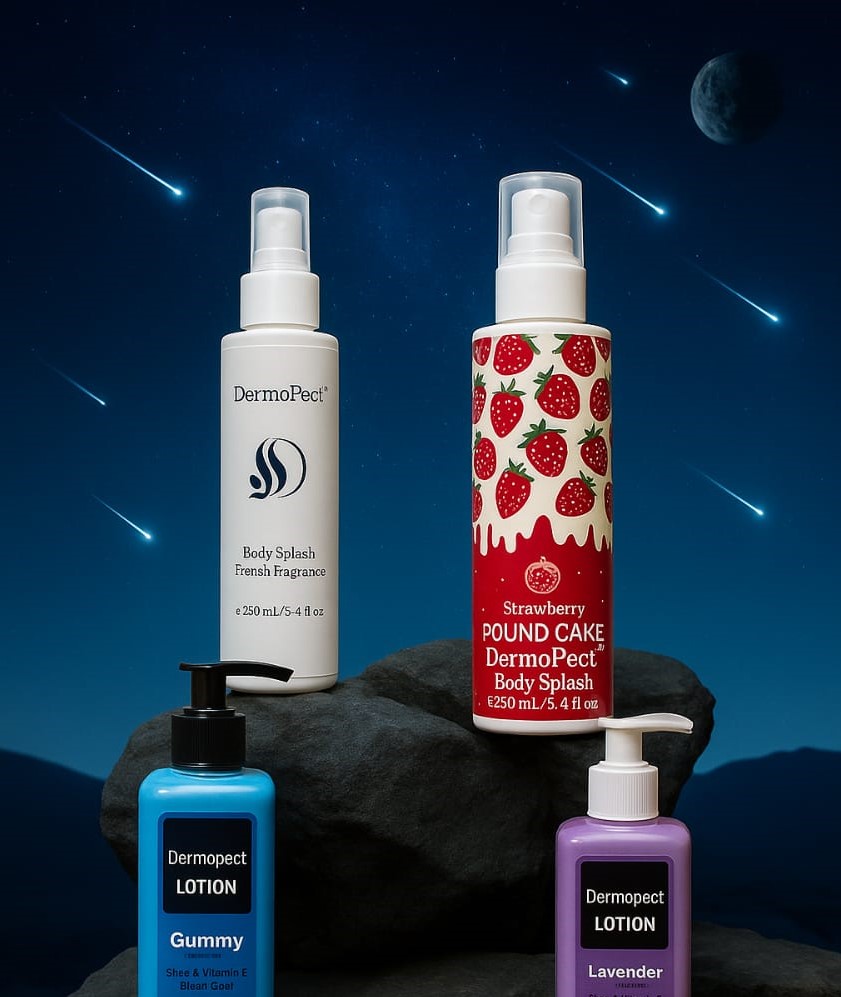 DermoPect
Body Splash
Frensh Fragrance
e 250 mL/5-4 fl oz
Strawberry
POUND CAKE
DermoPect
Body Splash
e250 mL/5.4 fl oz
Dermopect
LOTION
Gummy
Shee & Vitamin E
Blean Goet
Dermopect
LOTION
Lavender